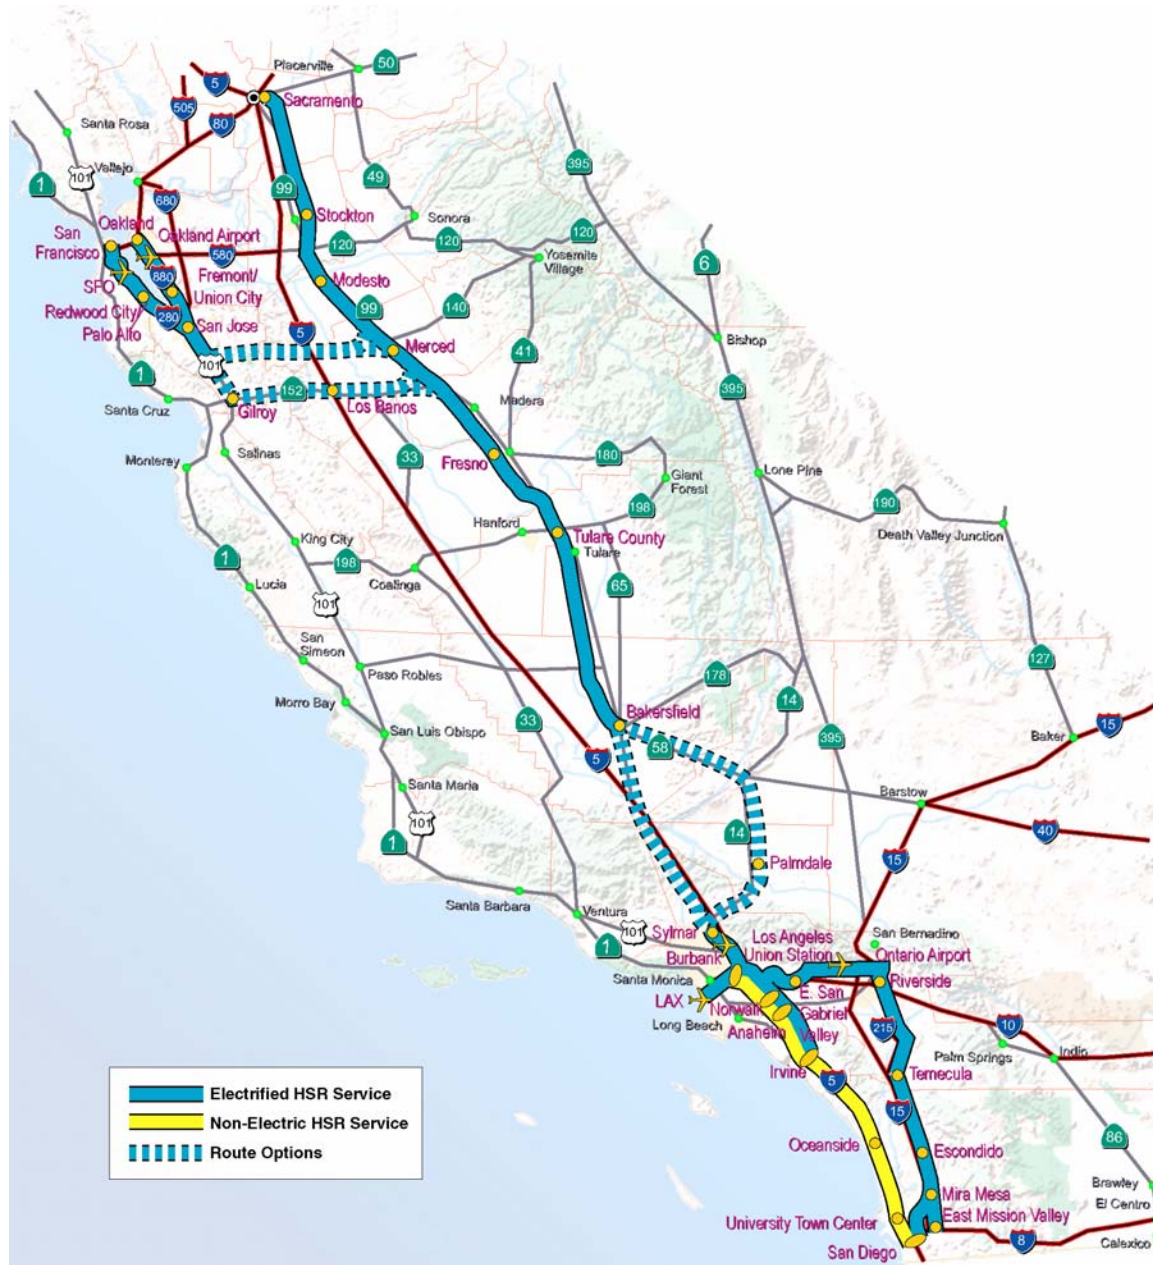 Placerville
50
5
Sacramento
505
80
Santa Rosa
Vallejo
101
1
395
99
49
680
Stockton
Sonora
San
Francisco
Oakland
Oakland Airport
120
120
120
580
6
Yosemite
Village
SFO
880
Fremont/
Union City
Modesto
Redwood City/
Palo Alto
280
San Jose
99
140
5
Bishop
101
Merced
41
1
395
152
Santa Cruz
Gilroy
Los Banos
Madera
Salinas
Monterey
33
Fresno
180
Giant
Forest
Lone Pine
198
190
Hanford
Tulare County
Death Valley Junction
King City
Tulare
198
Coalinga
1
65
Lucia
101
San
Simeon
Paso Robles
178
127
14
Morro Bay
Bakersfield
San Luis Obispo
33
58
395
15
Baker
5
Santa Maria
Barstow
101
1
14
40
15
Palmdale
Santa Barbara
Ventura
101
Sylmar
Los Angeles
Union Station
San Bernadino
1
Burbank
Ontario Airport
Santa Monica
Riverside
LAX
E. San
Gabriel
Valley
Norwalk
Long Beach
Anaheim
215
10
Palm Springs
Indio
Irvine
5
Temecula
15
86
Electrified HSR Service
Non-Electric HSR Service
Route Options
Oceanside
Escondido
Brawley
Mira Mesa
El Centro
University Town Center
East Mission Valley
San Diego
8
Calexico